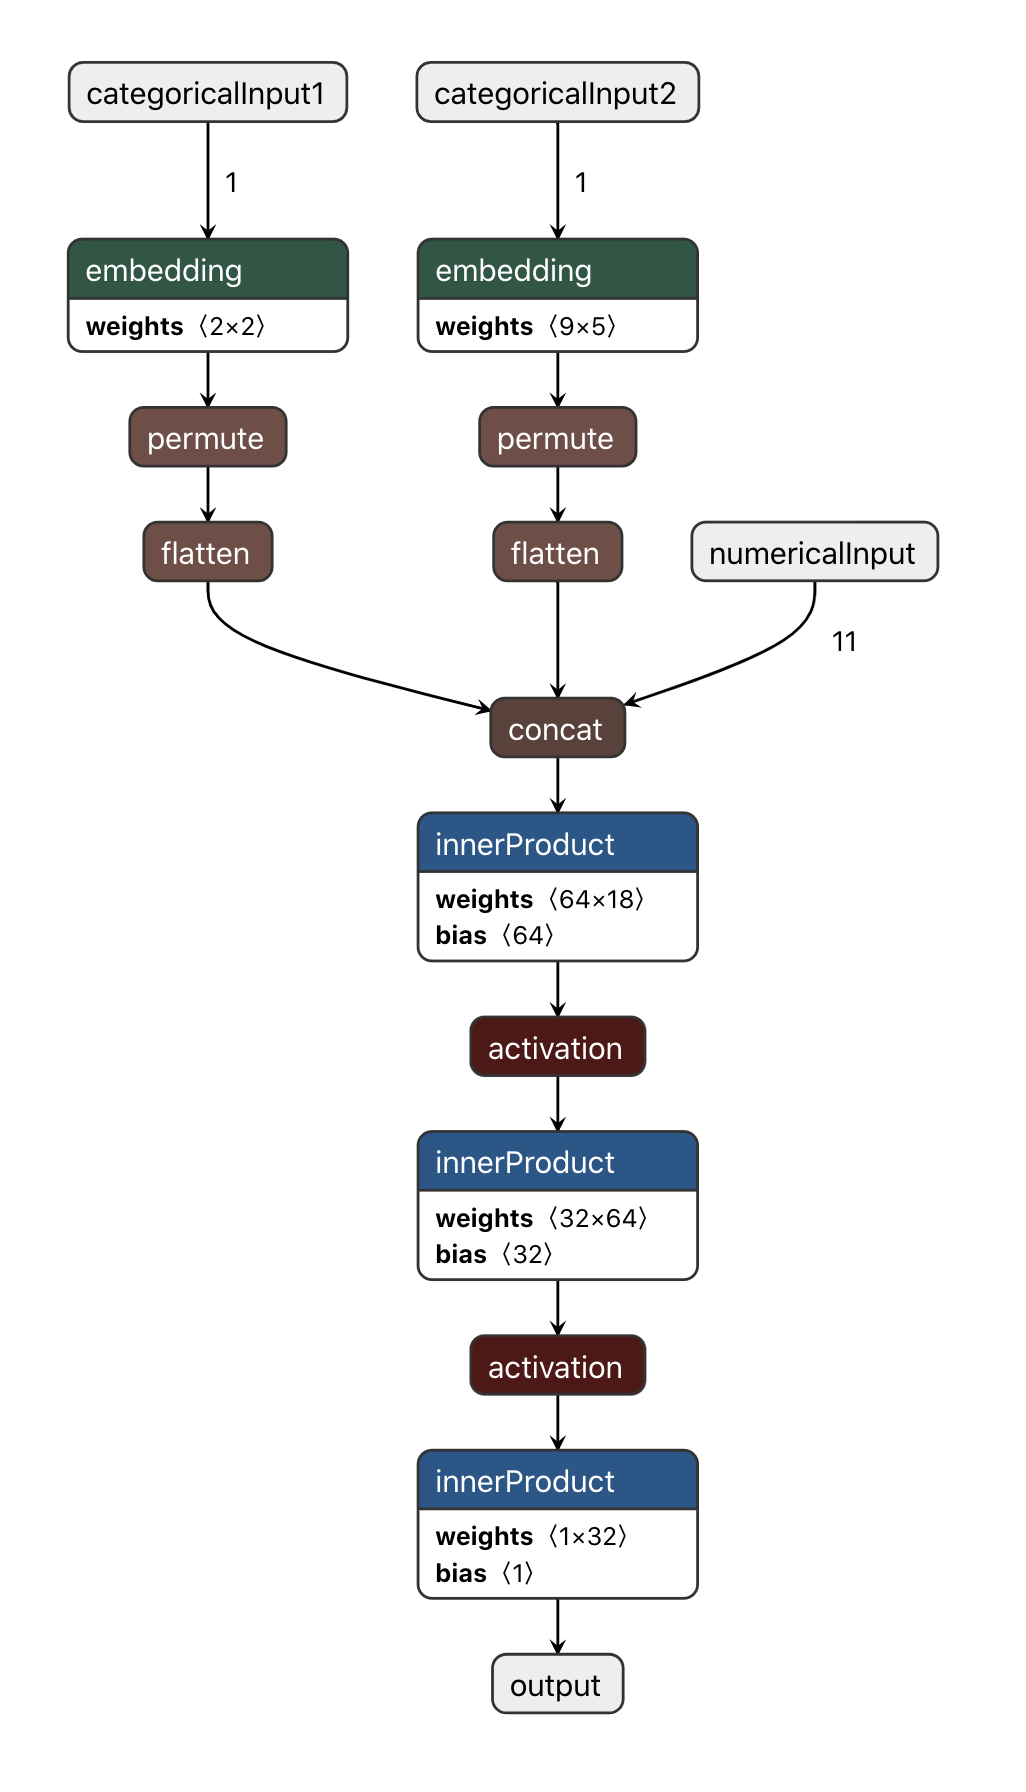 categoricalInput1
categoricalInput2
1
1
embedding
weights 〈2×2〉
embedding
weights 〈9×5〉
permute
permute
flatten
flatten
numericalInput
11
concat
innerProduct
weights 〈64×18〉
bias 〈64〉
activation
innerProduct
weights 〈32×64〉
bias 〈32〉
activation
innerProduct
weights 〈1×32〉
bias 〈1〉
output